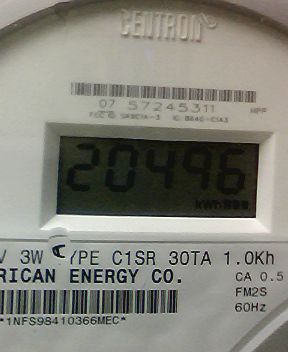 CENTRON
07 57245311
20496
kWh
V 3W TYPE C1SR 30TA 1.0Kh
RICAN ENERGY CO. CA 0.5
FM2S
60Hz
*1NFS98410366MEC*